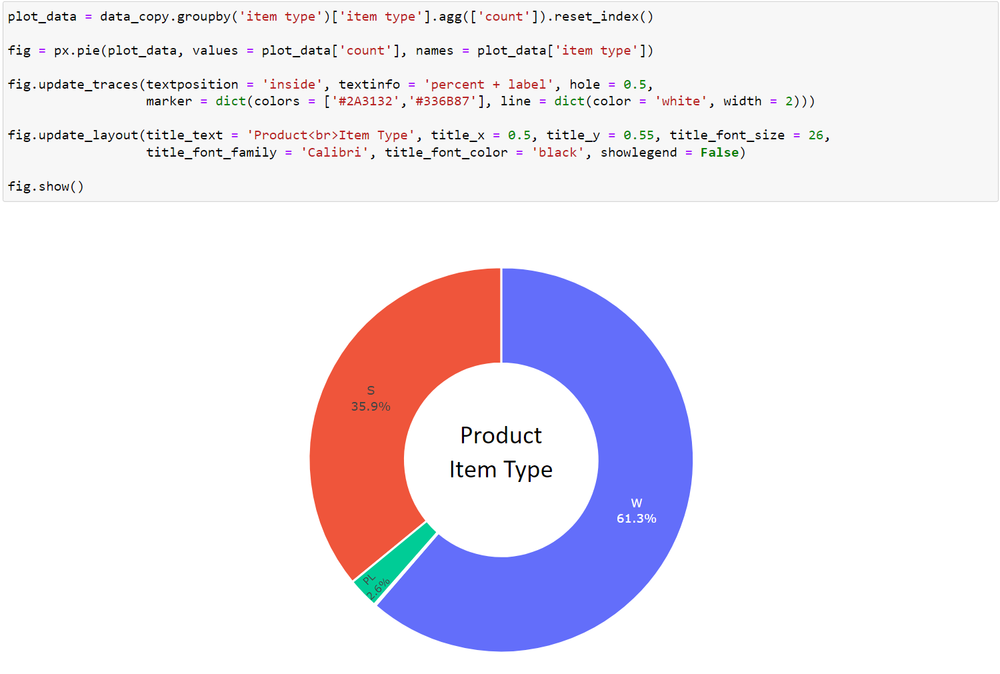 plot_data = data_copy.groupby('item type')['item type'].agg(['count']).reset_index()
fig = px.pie(plot_data, values = plot_data['count'], names = plot_data['item type'])
fig.update_traces(textposition = 'inside', textinfo = 'percent + label', hole = 0.5,
marker = dict(colors = ['#2A3132','#336B87'], line = dict(color = 'white', width = 2)))
fig.update_layout(title_text = 'Product<br>Item Type', title_x = 0.5, title_y = 0.55, title_font_size = 26,
title_font_family = 'Calibri', title_font_color = 'black', showlegend = False)
fig.show()
S
35.9%
Product
Item Type
W
61.3%
PL
2.6%